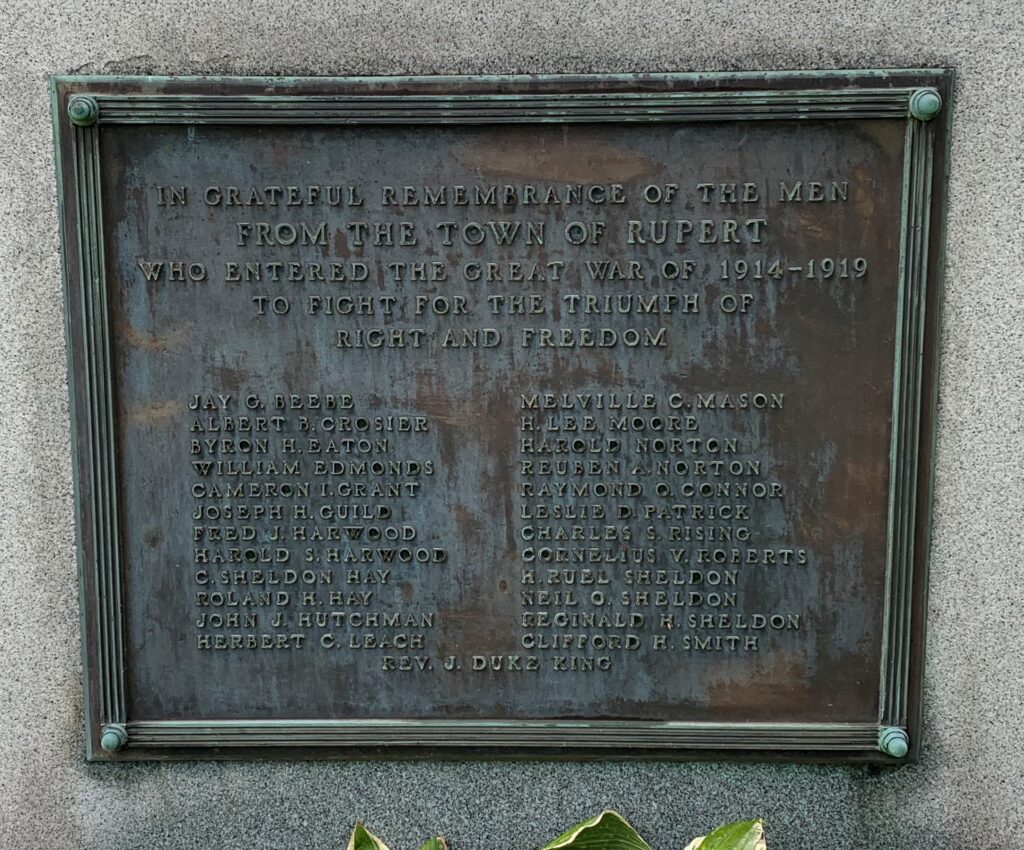 IN GRATEFUL REMEMBRANCE OF THE MEN
FROM THE TOWN OF RUPERT
WHO ENTERED THE GREAT WAR OF 1914-1919
TO FIGHT FOR THE TRIUMPH OF
RIGHT AND FREEDOM
JAY G. BEEBE
ALBERT B. CROSIER
BYRON H. EATON
WILLIAM EDMONDS
CAMERON I. GRANT
JOSEPH H. GUILD
FRED J. HARWOOD
HAROLD S. HARWOOD
C. SHELDON HAY
ROLAND H. HAY
JOHN J. HUTCHMAN
HERBERT C. LEACH
MELVILLE C. MASON
H. LEE MOORE
HAROLD NORTON
REUBEN A. NORTON
RAYMOND O. CONNOR
LESLIE D. PATRICK
CHARLES S. RISING
CORNELIUS V. ROBERTS
H. RUEL SHELDON
NEIL O. SHELDON
REGINALD R. SHELDON
CLIFFORD H. SMITH
REV. J. DUKE KING